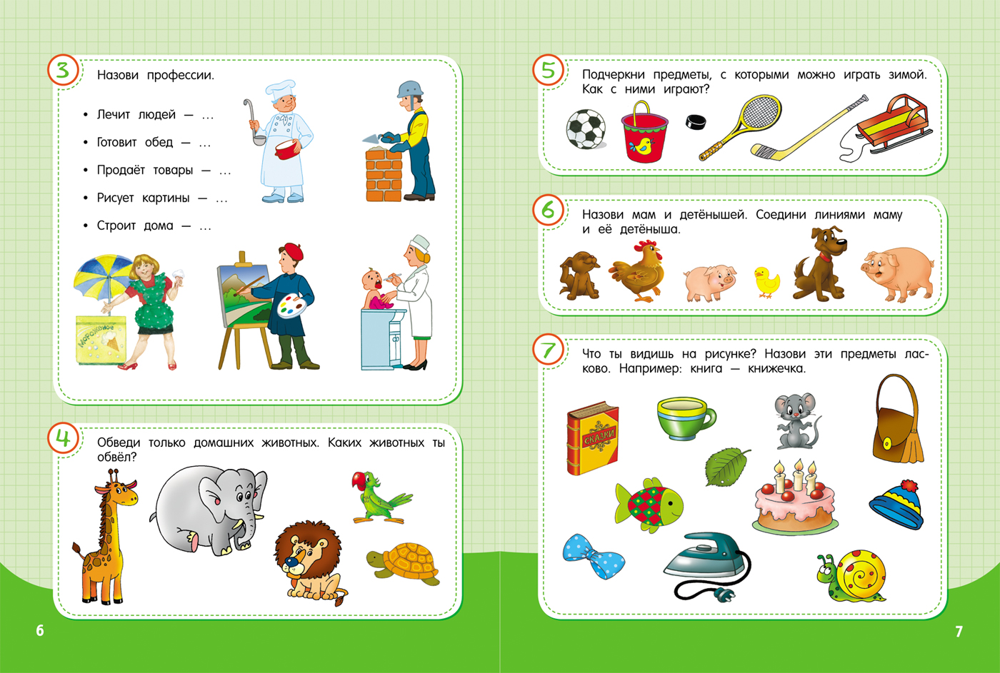 3
Назови профессии.
• Лечит людей — ...
• Готовит обед — ...
• Продаёт товары — ...
• Рисует картины — ...
• Строит дома — ...
Мороженое
4
Обведи только домашних животных. Каких животных ты
обвёл?
6
5
Подчеркни предметы, с которыми можно играть зимой.
Как с ними играют?
6
Назови мам и детёнышей. Соедини линиями маму
и её детёныша.
7
Что ты видишь на рисунке? Назови эти предметы лас-
ково. Например: книга — книжечка.
СКАЗКИ
7